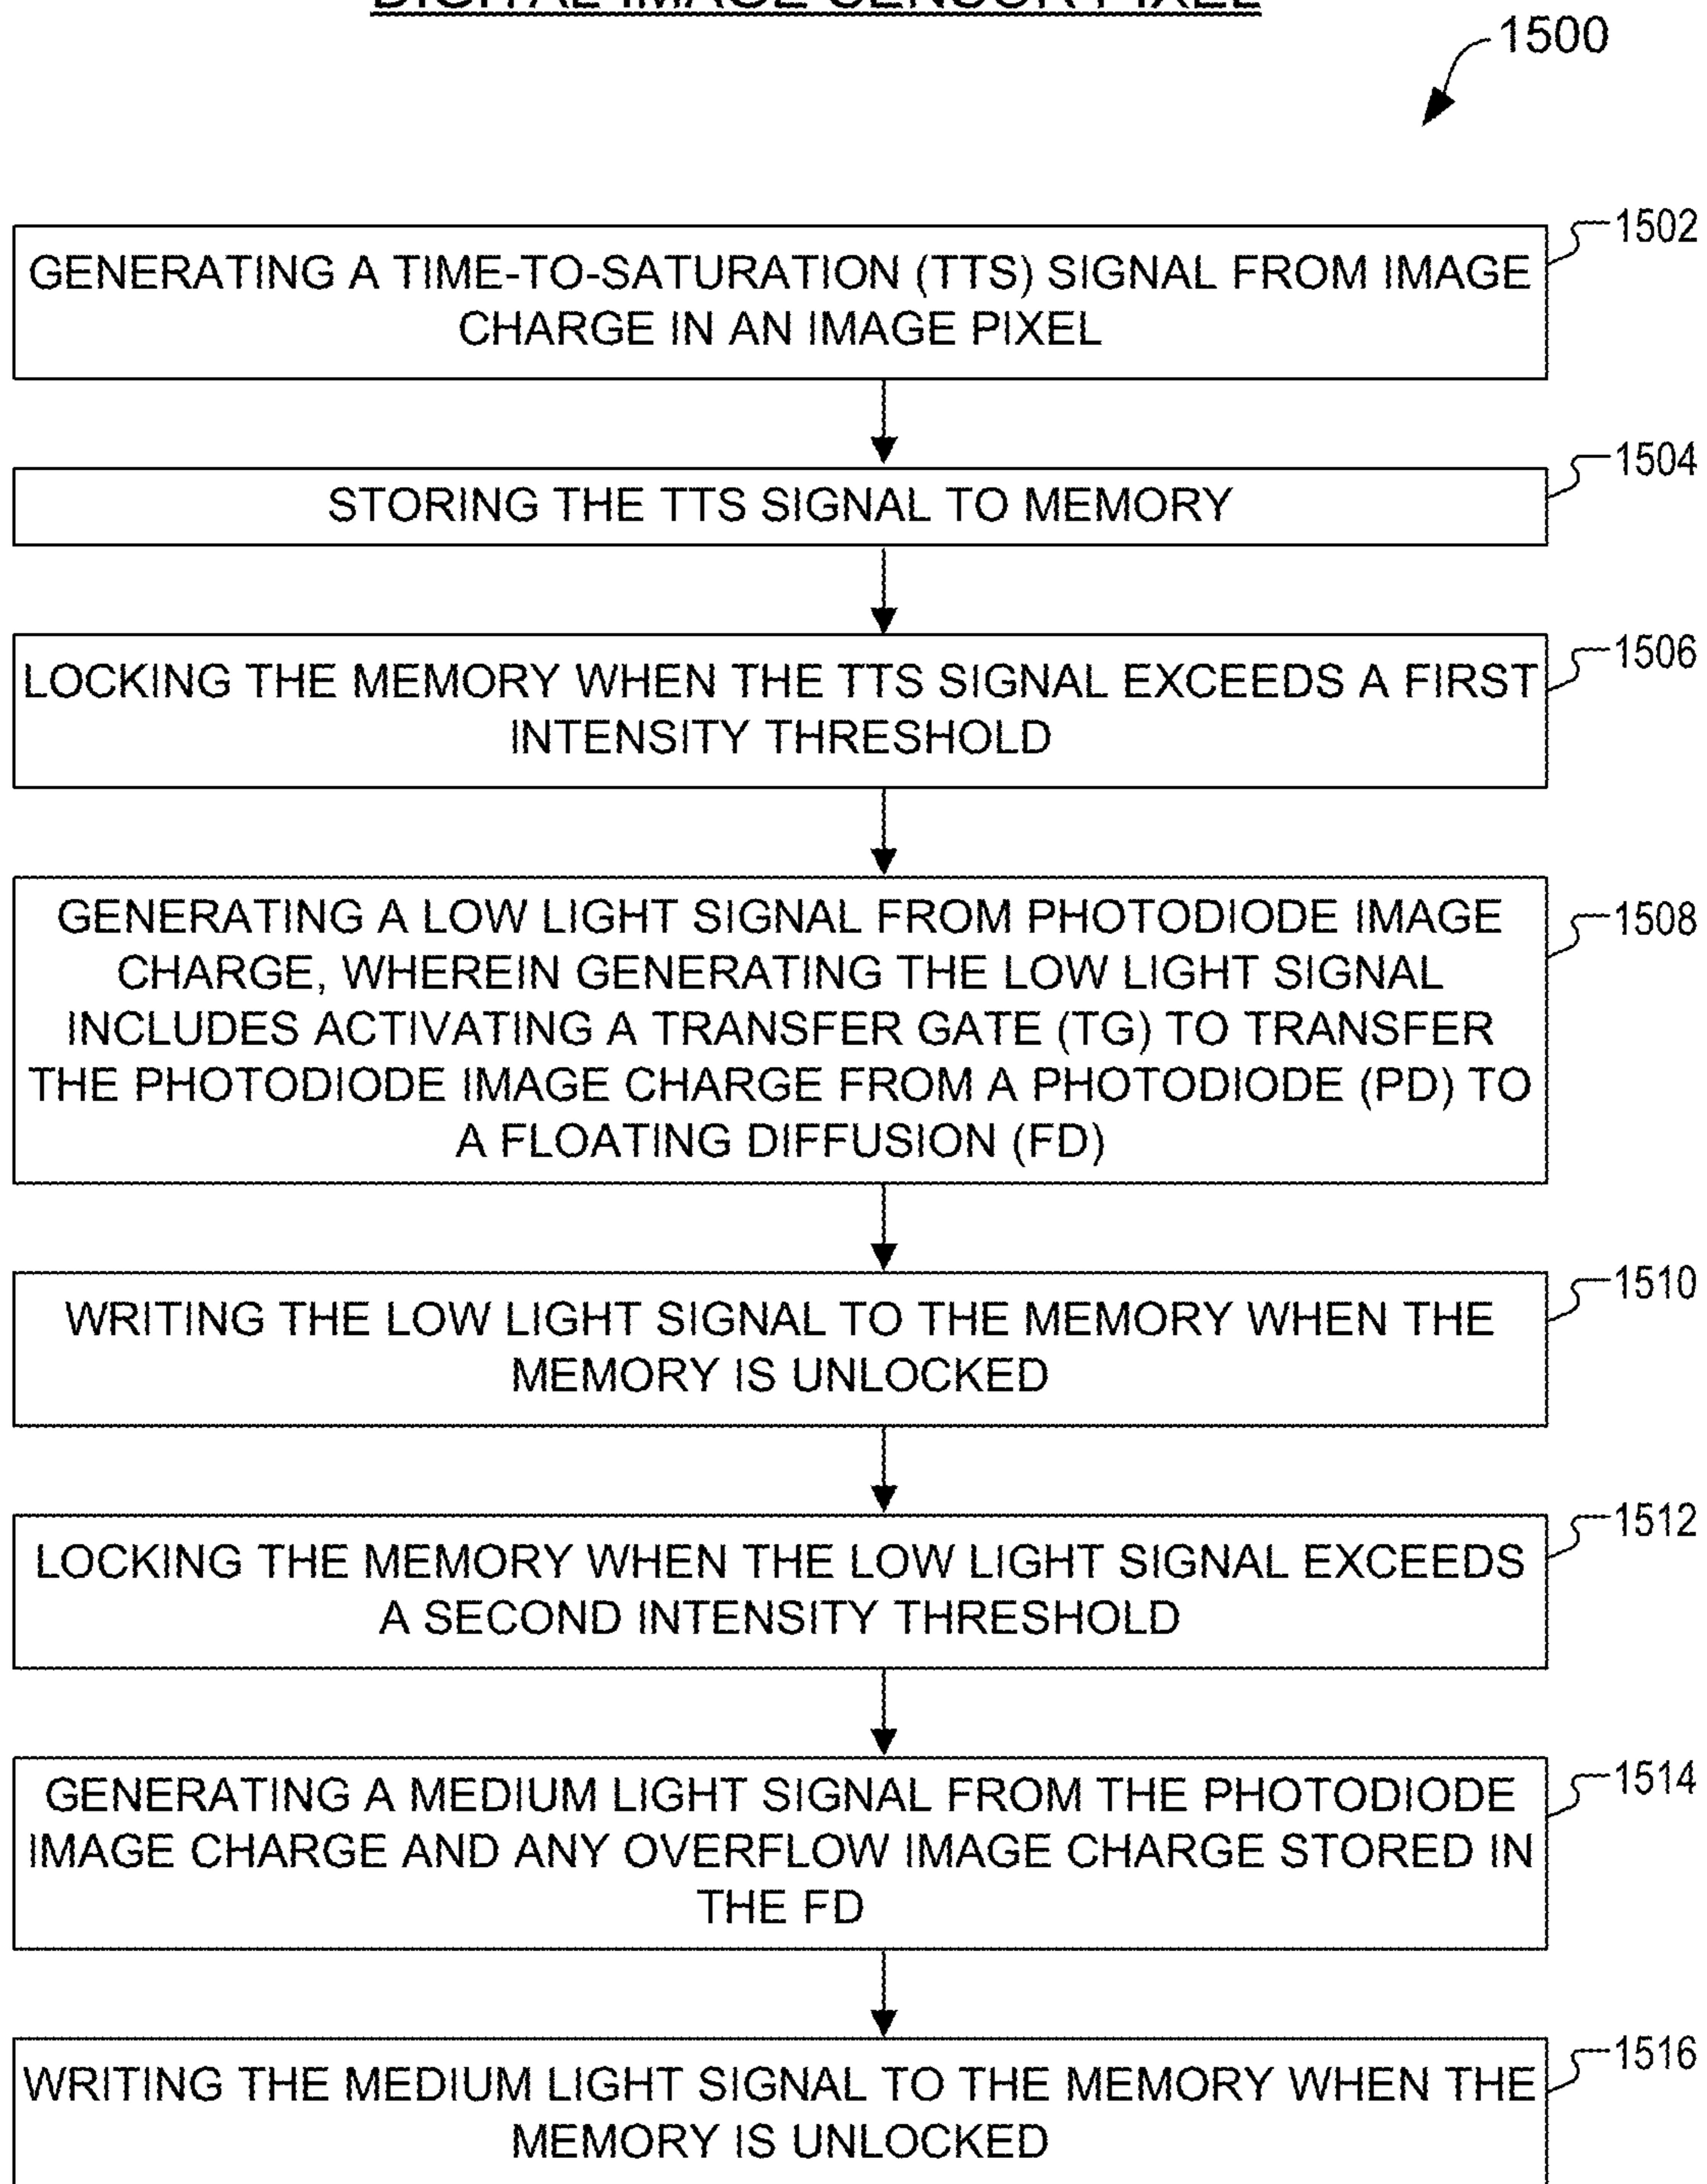 DIGITAL IMAGE SENSOR PIXEL
1500
1502
GENERATING A TIME-TO-SATURATION (TTS) SIGNAL FROM IMAGE
CHARGE IN AN IMAGE PIXEL
1504
STORING THE TTS SIGNAL TO MEMORY
1506
LOCKING THE MEMORY WHEN THE TTS SIGNAL EXCEEDS A FIRST
INTENSITY THRESHOLD
1508
GENERATING A LOW LIGHT SIGNAL FROM PHOTODIODE IMAGE
CHARGE, WHEREIN GENERATING THE LOW LIGHT SIGNAL
INCLUDES ACTIVATING A TRANSFER GATE (TG) TO TRANSFER
THE PHOTODIODE IMAGE CHARGE FROM A PHOTODIODE (PD) TO
A FLOATING DIFFUSION (FD)
1510
WRITING THE LOW LIGHT SIGNAL TO THE MEMORY WHEN THE
MEMORY IS UNLOCKED
1512
LOCKING THE MEMORY WHEN THE LOW LIGHT SIGNAL EXCEEDS
A SECOND INTENSITY THRESHOLD
1514
GENERATING A MEDIUM LIGHT SIGNAL FROM THE PHOTODIODE
IMAGE CHARGE AND ANY OVERFLOW IMAGE CHARGE STORED IN
THE FD
1516
WRITING THE MEDIUM LIGHT SIGNAL TO THE MEMORY WHEN THE
MEMORY IS UNLOCKED